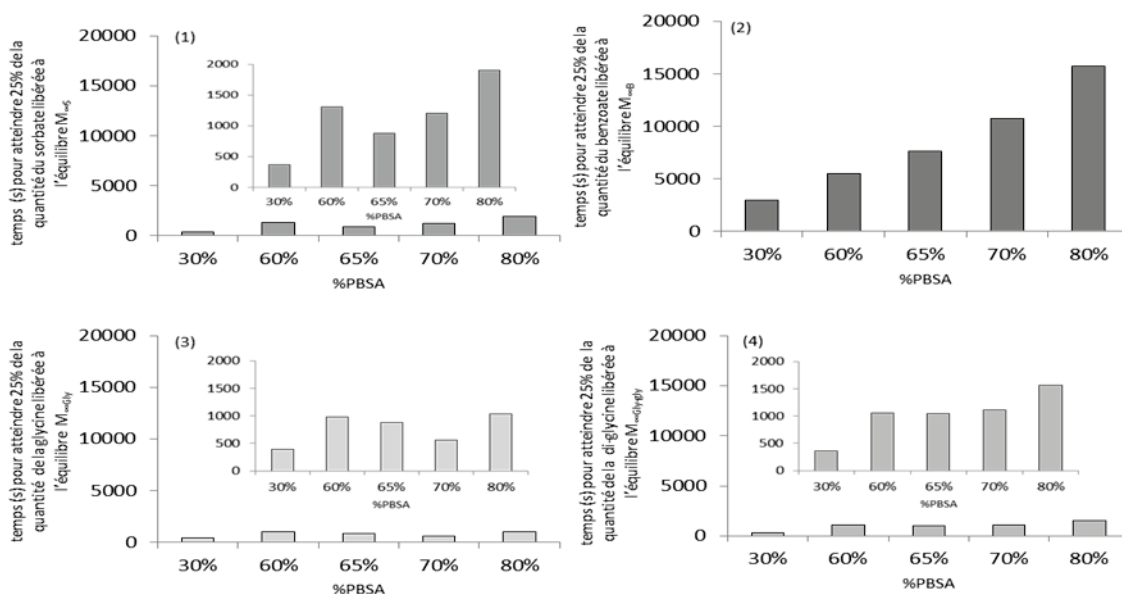 (1)
temps (s) pour atteindre 25% de la
quantité du sorbate libérée à
l'équilibre M∞S
20000
15000
10000
5000
0
2000
1500
1000
500
0
30% 60% 65% 70% 80%
%PBSA
30% 60% 65% 70% 80%
%PBSA
(2)
temps (s) pour atteindre 25% de la
quantité du benzoate libérée à
l'équilibre M∞B
20000
15000
10000
5000
0
30% 60% 65% 70% 80%
%PBSA
(3)
temps (s) pour atteindre 25% de la
quantité de la glycine libérée à
l'équilibre M∞Gly
20000
15000
10000
5000
0
2000
1500
1000
500
0
30% 60% 65% 70% 80%
%PBSA
30% 60% 65% 70% 80%
%PBSA
(4)
temps (s) pour atteindre 25% de la
quantité de la di-glycine libérée à
l'équilibre M∞Gly-gly
20000
15000
10000
5000
0
2000
1500
1000
500
0
30% 60% 65% 70% 80%
%PBSA
30% 60% 65% 70% 80%
%PBSA